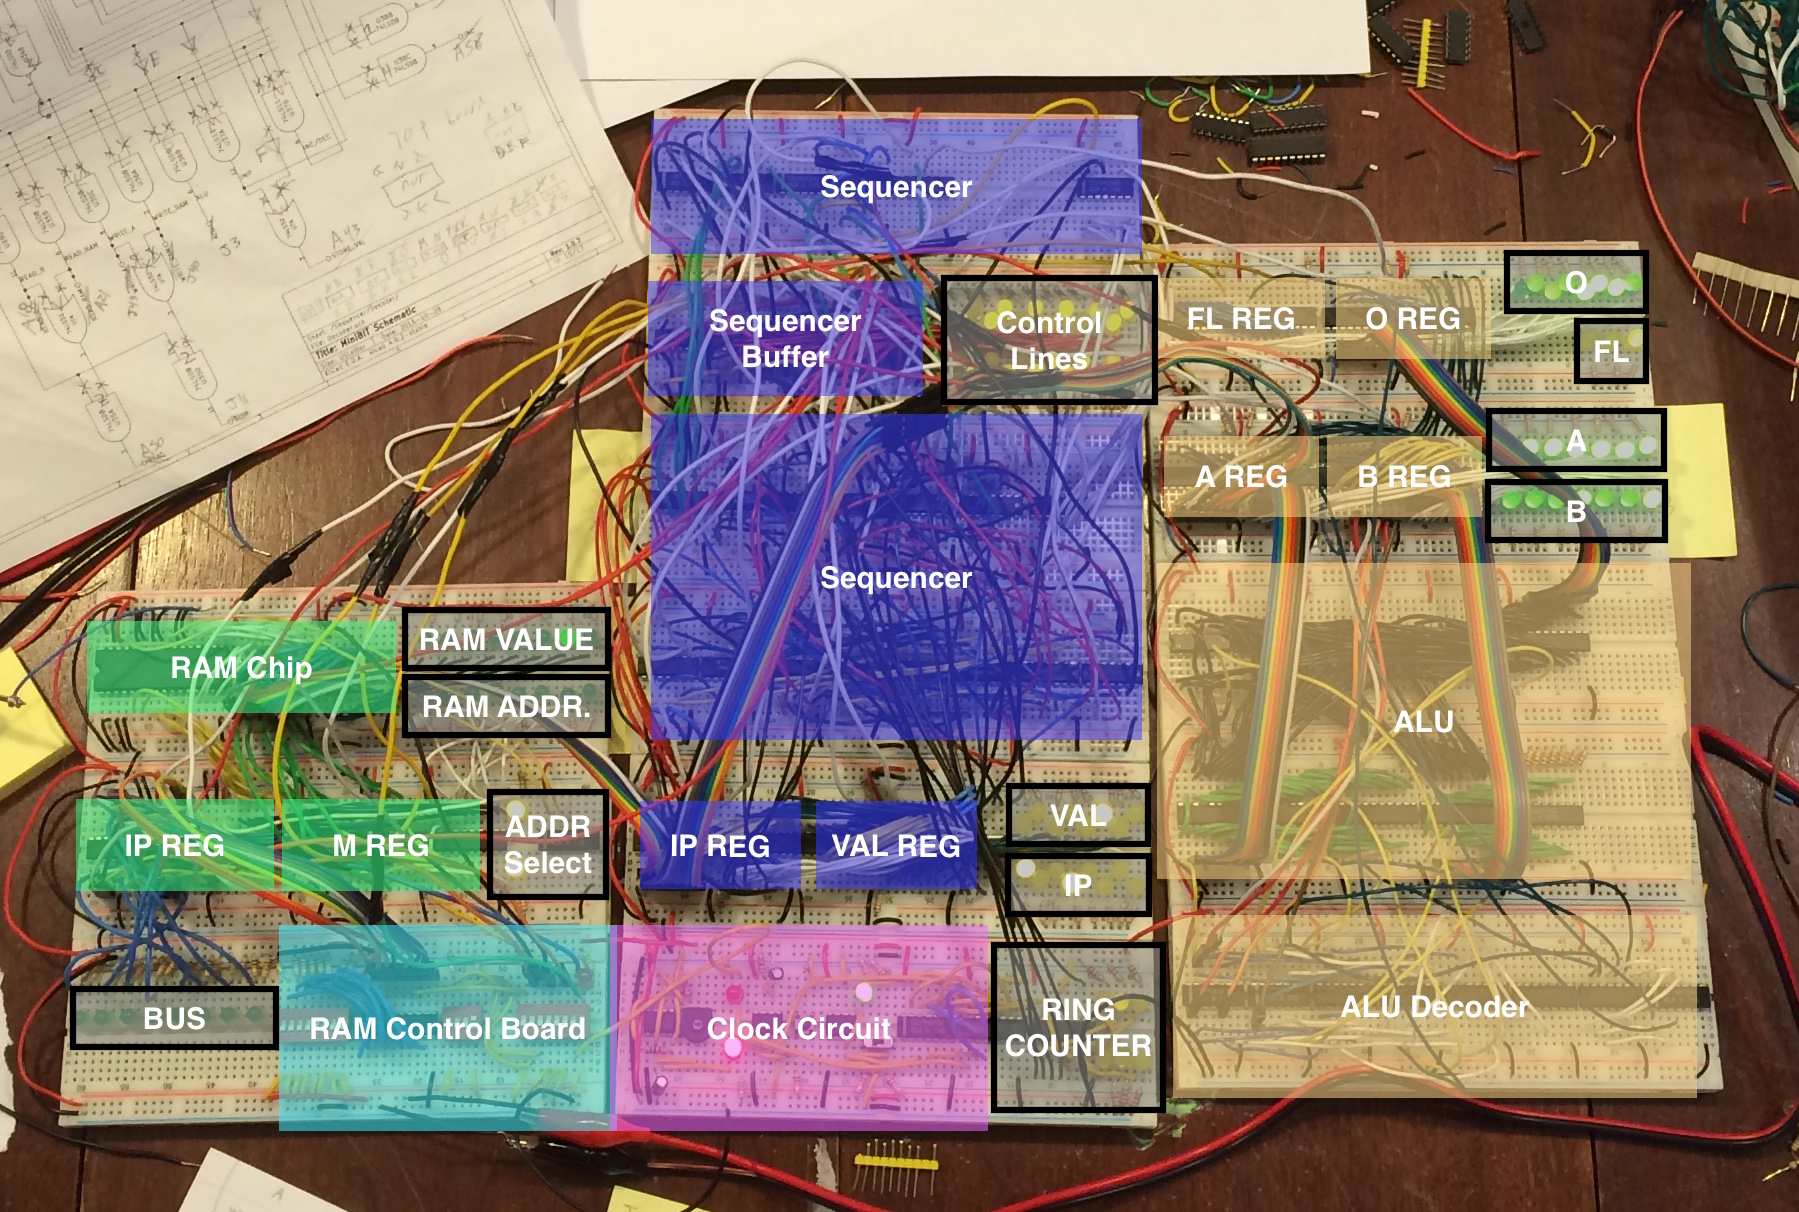 Sequencer
Sequencer
Buffer
Control
Lines
FL REG
O REG
O
FL
A REG
B REG
A
B
Sequencer
RAM Chip
RAM VALUE
RAM ADDR.
ALU
IP REG
M REG
ADDR
Select
IP REG
VAL REG
VAL
IP
BUS
RAM Control Board
Clock Circuit
RING
COUNTER
ALU Decoder
Title: MiniBit Schematic